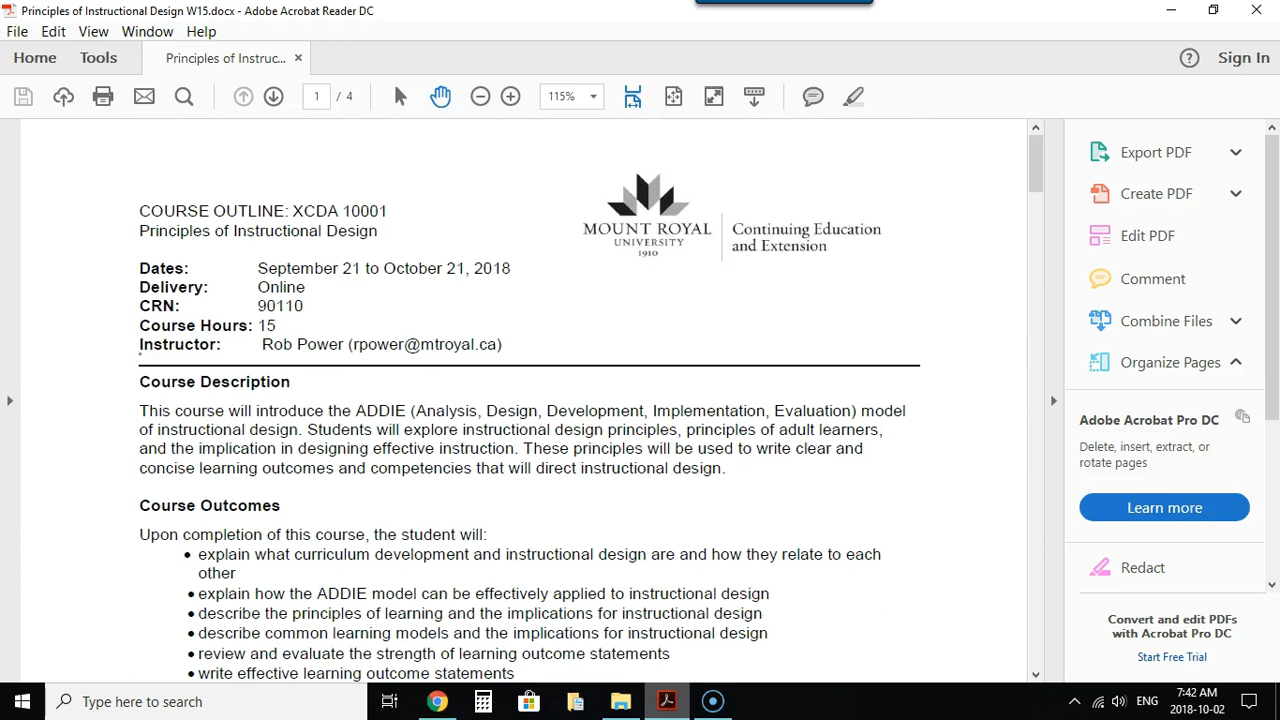 Principles of Instructional Design W15.docx - Adobe Acrobat Reader DC
File Edit View Window Help
Home Tools Principles of Instruc... × Sign In
1 / 4 115%
COURSE OUTLINE: XCDA 10001
Principles of Instructional Design
MOUNT ROYAL
UNIVERSITY
1910
Continuing Education
and Extension
Dates: September 21 to October 21, 2018
Delivery: Online
CRN: 90110
Course Hours: 15
Instructor: Rob Power (rpower@mtroyal.ca)
Course Description
This course will introduce the ADDIE (Analysis, Design, Development, Implementation, Evaluation) model
of instructional design. Students will explore instructional design principles, principles of adult learners,
and the implication in designing effective instruction. These principles will be used to write clear and
concise learning outcomes and competencies that will direct instructional design.
Course Outcomes
Upon completion of this course, the student will:
• explain what curriculum development and instructional design are and how they relate to each
other
• explain how the ADDIE model can be effectively applied to instructional design
• describe the principles of learning and the implications for instructional design
• describe common learning models and the implications for instructional design
• review and evaluate the strength of learning outcome statements
• write effective learning outcome statements
Export PDF
Create PDF
Edit PDF
Comment
Combine Files
Organize Pages
Adobe Acrobat Pro DC
Delete, insert, extract, or
rotate pages
Learn more
Redact
Convert and edit PDFs
with Acrobat Pro DC
Start Free Trial
Type here to search
ENG
7:42 AM
2018-10-02